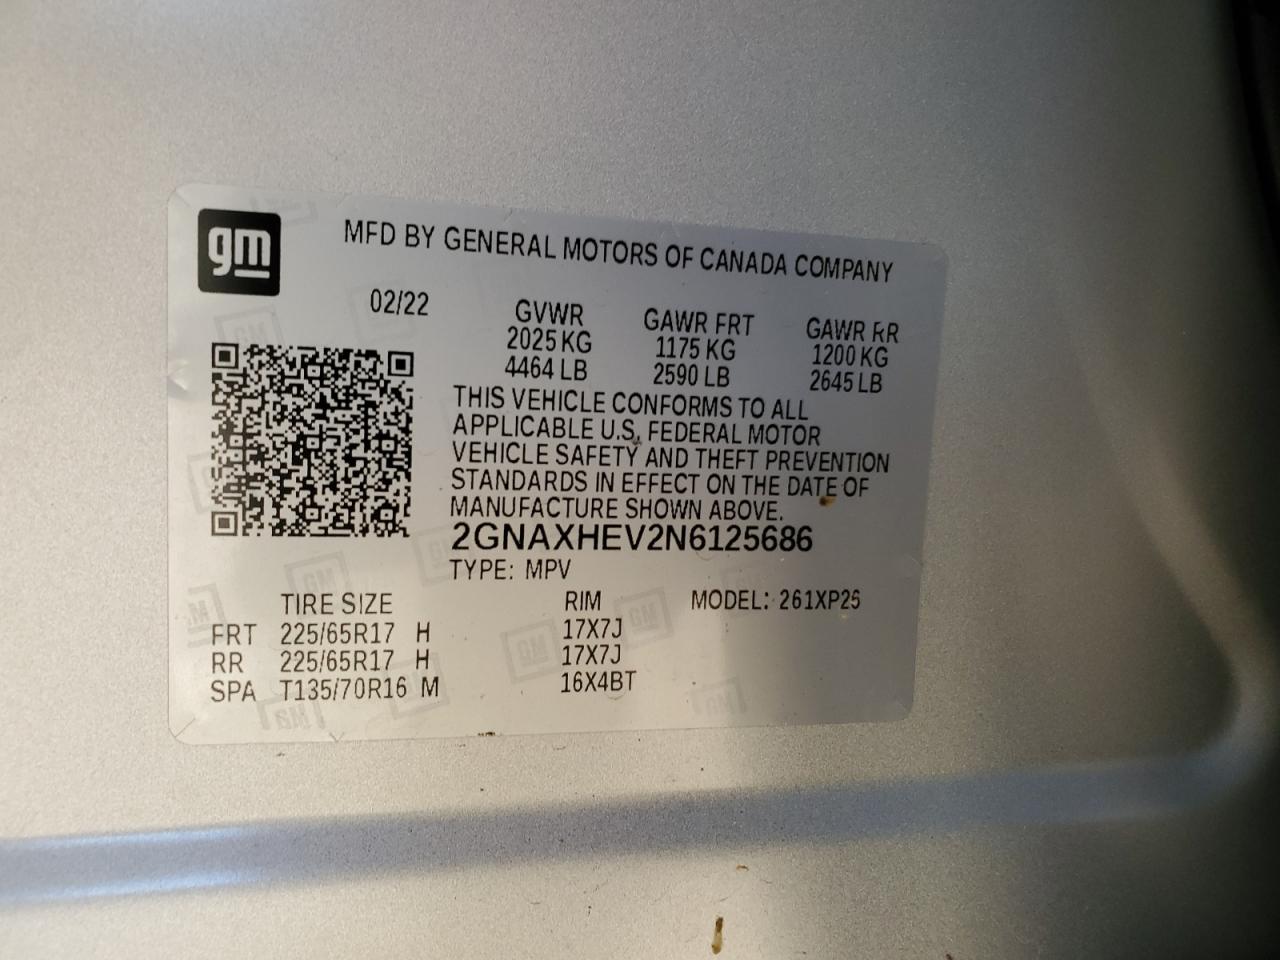 gm
MFD BY GENERAL MOTORS OF CANADA COMPANY
02/22 GVWR GAWR FRT GAWR RR
2025 KG 1175 KG 1200 KG
4464 LB 2590 LB 2645 LB
THIS VEHICLE CONFORMS TO ALL
APPLICABLE U.S. FEDERAL MOTOR
VEHICLE SAFETY AND THEFT PREVENTION
STANDARDS IN EFFECT ON THE DATE OF
MANUFACTURE SHOWN ABOVE.
2GNAXHEV2N6125686
TYPE: MPV
TIRE SIZE RIM MODEL: 261XP26
FRT 225/65R17 H 17X7J
RR 225/65R17 H 17X7J
SPA T135/70R16 M 16X4BT